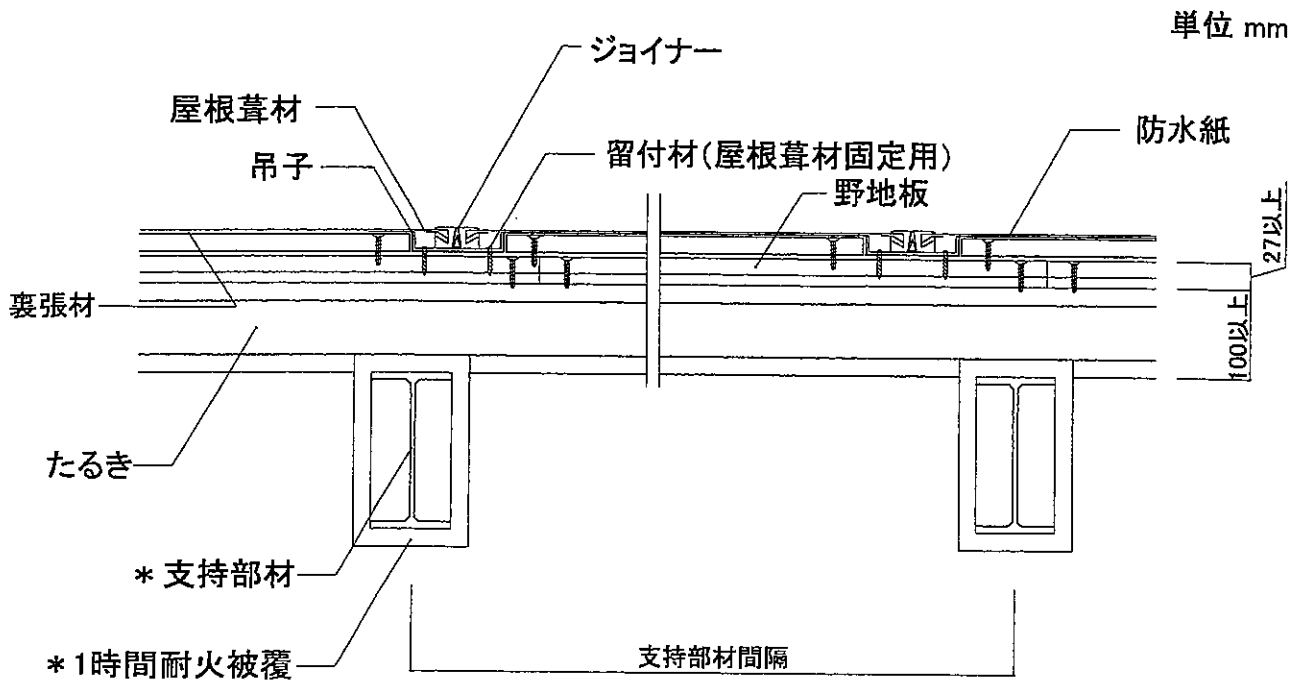 単位 mm
ジョイナー
屋根葺材
防水紙
吊子
留付材(屋根葺材固定用)
野地板
27以上
裏張材
100以上
たるき
*支持部材
*1時間耐火被覆
支持部材間隔